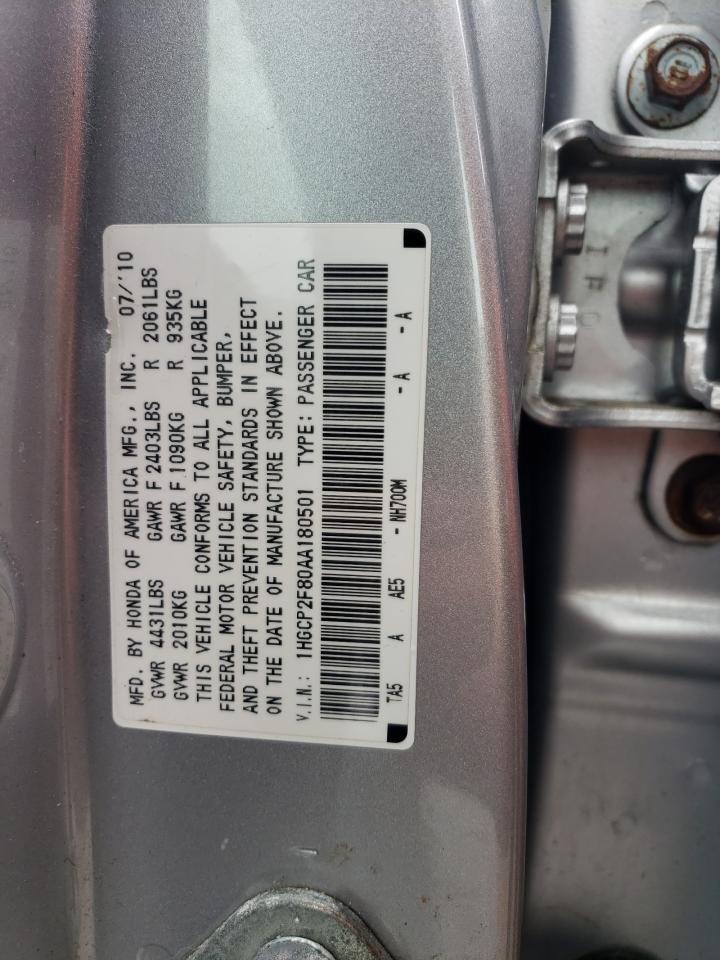 MFD. BY HONDA OF AMERICA MFG., INC. 07/'10
GVWR 4431LBS GAWR F 2403LBS R 2061LBS
GVWR 2010KG GAWR F 1090KG R 935KG
THIS VEHICLE CONFORMS TO ALL APPLICABLE
FEDERAL MOTOR VEHICLE SAFETY, BUMPER,
AND THEFT PREVENTION STANDARDS IN EFFECT
ON THE DATE OF MANUFACTURE SHOWN ABOVE.
V.I.N.: 1HGCP2F80AA180501 TYPE: PASSENGER CAR
TA5 A AE5 - NH700M - A - A